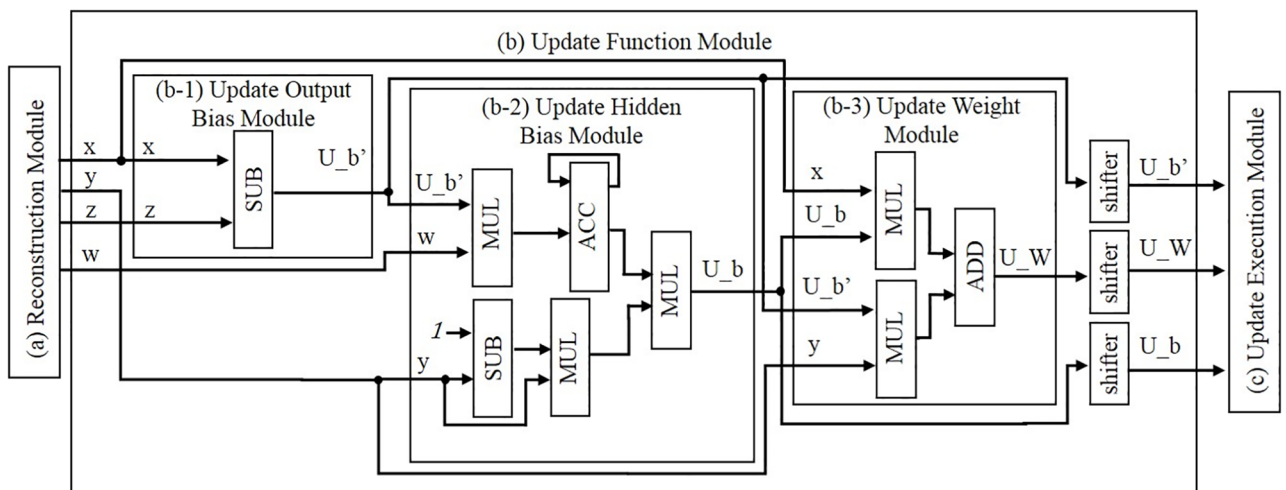 (b) Update Function Module
(a) Reconstruction Module
x
y
z
w
(b-1) Update Output
Bias Module
x
z
SUB
U_b’
(b-2) Update Hidden
Bias Module
U_b’
w
MUL
ACC
1
y
SUB
MUL
MUL
U_b
(b-3) Update Weight
Module
x
U_b
MUL
U_b’
y
MUL
ADD
U_W
shifter
U_b’
shifter
U_W
shifter
U_b
(c) Update Execution Module